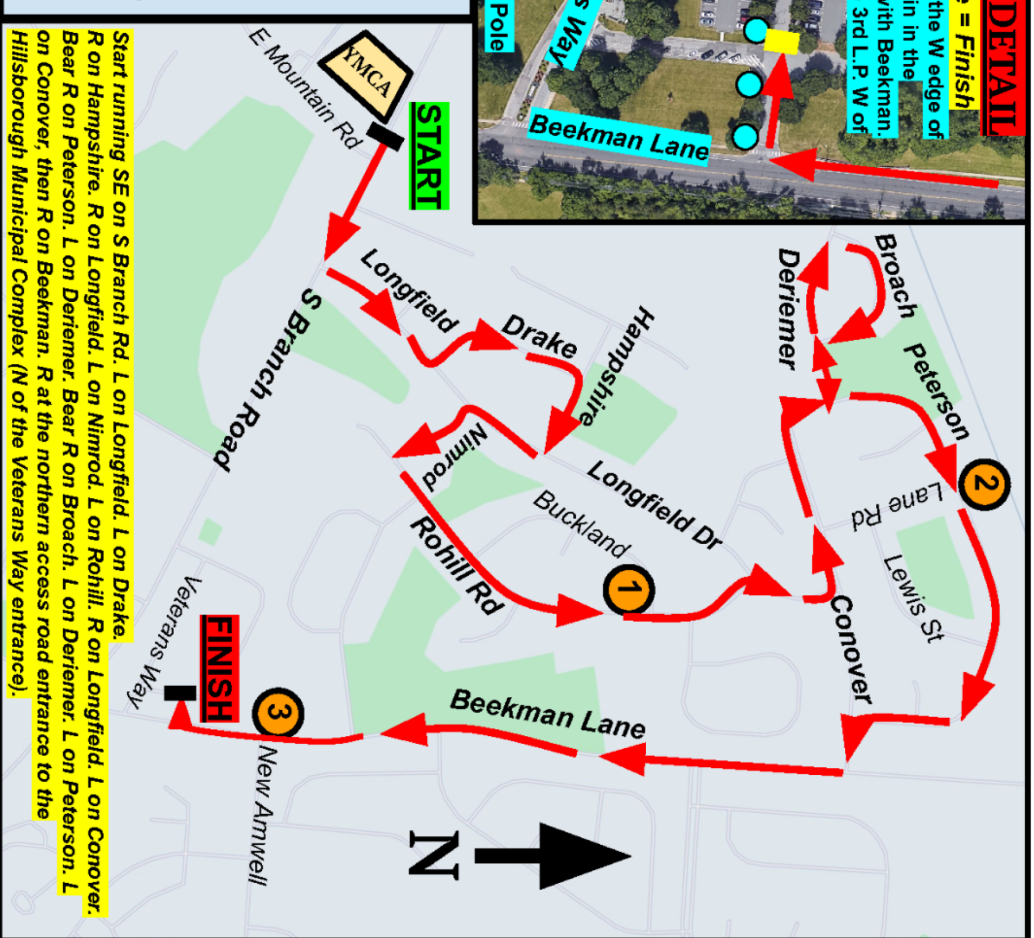 DETAIL
e = Finish
the W edge of
in in the
with Beekman.
3rd L.P. W of
s Way
Pole
Beekman Lane
YMCA
E Mountain Rd
START
Longfield
Drake
Hampshire
S Branch Road
Nimrod
Longfield Dr
Buckland
Rohill Rd
1
Deriemer
Broach
Peterson
2
Lane Rd
Lewis St
Conover
Beekman Lane
3
New Amwell
Veterans Way
FINISH
N
Start running SE on S Branch Rd. L on Longfield. L on Drake.
R on Hampshire. R on Longfield. L on Nimrod. L on Rohill. R on Longfield. L on Conover.
Bear R on Peterson. L on Deriemer. Bear R on Broach. L on Deriemer. L on Peterson. L
on Conover, then R on Beekman. R at the northern access road entrance to the
Hillsborough Municipal Complex (N of the Veterans Way entrance).